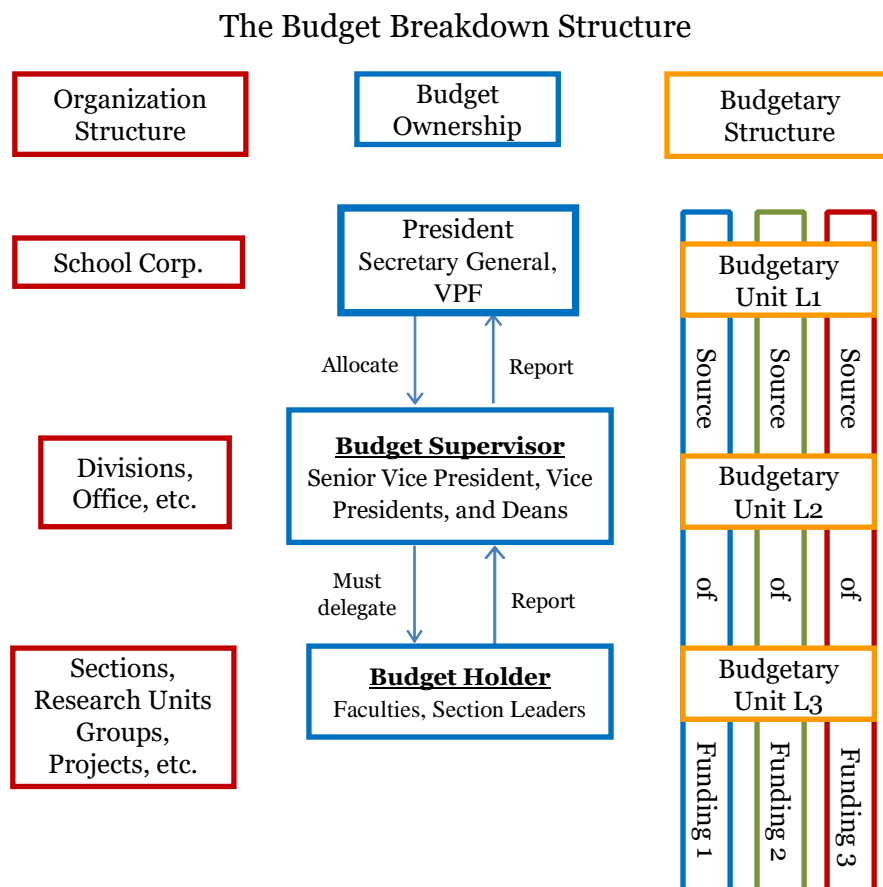 The Budget Breakdown Structure
Organization
Structure
Budget
Ownership
Budgetary
Structure
School Corp.
President
Secretary General,
VPF
Budgetary
Unit L1
Allocate
Report
Divisions,
Office, etc.
Budget Supervisor
Senior Vice President, Vice
Presidents, and Deans
Budgetary
Unit L2
Must
delegate
Report
Sections,
Research Units
Groups,
Projects, etc.
Budget Holder
Faculties, Section Leaders
Budgetary
Unit L3
Source of Funding 1
Source of Funding 2
Source of Funding 3